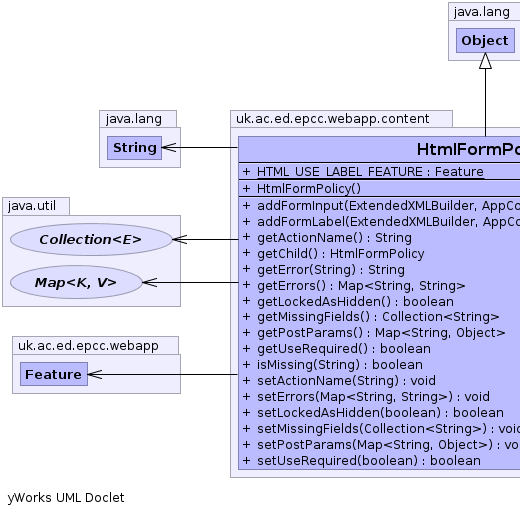 java.lang
Object
java.lang
String
uk.ac.ed.epcc.webapp.content
HtmlFormPo
+ HTML_USE_LABEL_FEATURE : Feature
+ HtmlFormPolicy()
+ addFormInput(ExtendedXMLBuilder, AppCo
+ addFormLabel(ExtendedXMLBuilder, AppCo
+ getActionName() : String
+ getChild() : HtmlFormPolicy
+ getError(String) : String
+ getErrors() : Map<String, String>
+ getLockedAsHidden() : boolean
+ getMissingFields() : Collection<String>
+ getPostParams() : Map<String, Object>
+ getUseRequired() : boolean
+ isMissing(String) : boolean
+ setActionName(String) : void
+ setErrors(Map<String, String>) : void
+ setLockedAsHidden(boolean) : boolean
+ setMissingFields(Collection<String>) : void
+ setPostParams(Map<String, Object>) : vo
+ setUseRequired(boolean) : boolean
java.util
Collection<E>
Map<K, V>
uk.ac.ed.epcc.webapp
Feature
yWorks UML Doclet